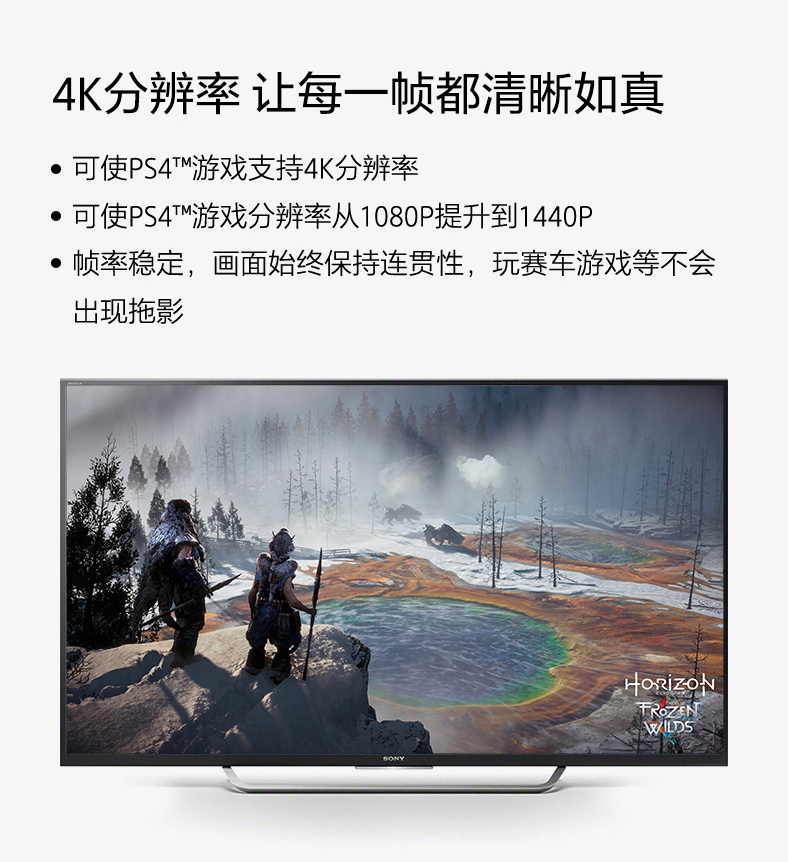 4K分辨率 让每一帧都清晰如真
• 可使PS4™游戏支持4K分辨率
• 可使PS4™游戏分辨率从1080P提升到1440P
• 帧率稳定，画面始终保持连贯性，玩赛车游戏等不会
出现拖影
HORIZON
FROZEN
WILDS
SONY